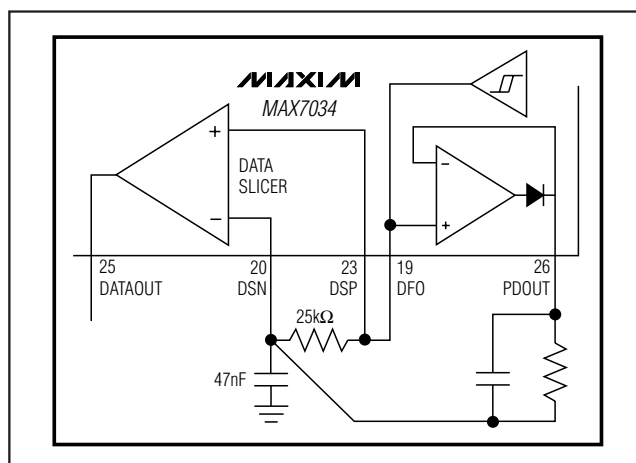 MAXIM
MAX7034
+
DATA
SLICER
−
−
+
25 20 23 19 26
DATAOUT DSN DSP DFO PDOUT
25kΩ
47nF